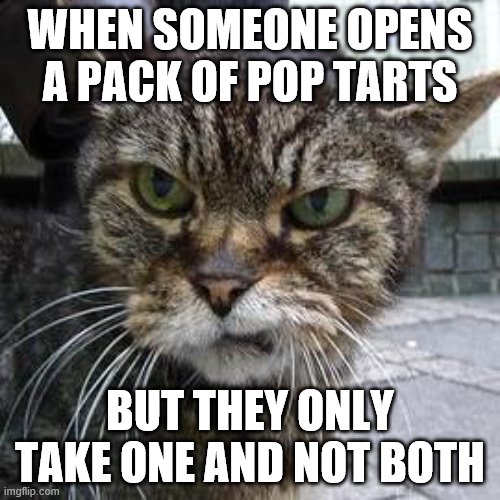 WHEN SOMEONE OPENS
A PACK OF POP TARTS
BUT THEY ONLY
TAKE ONE AND NOT BOTH
imgflip.com